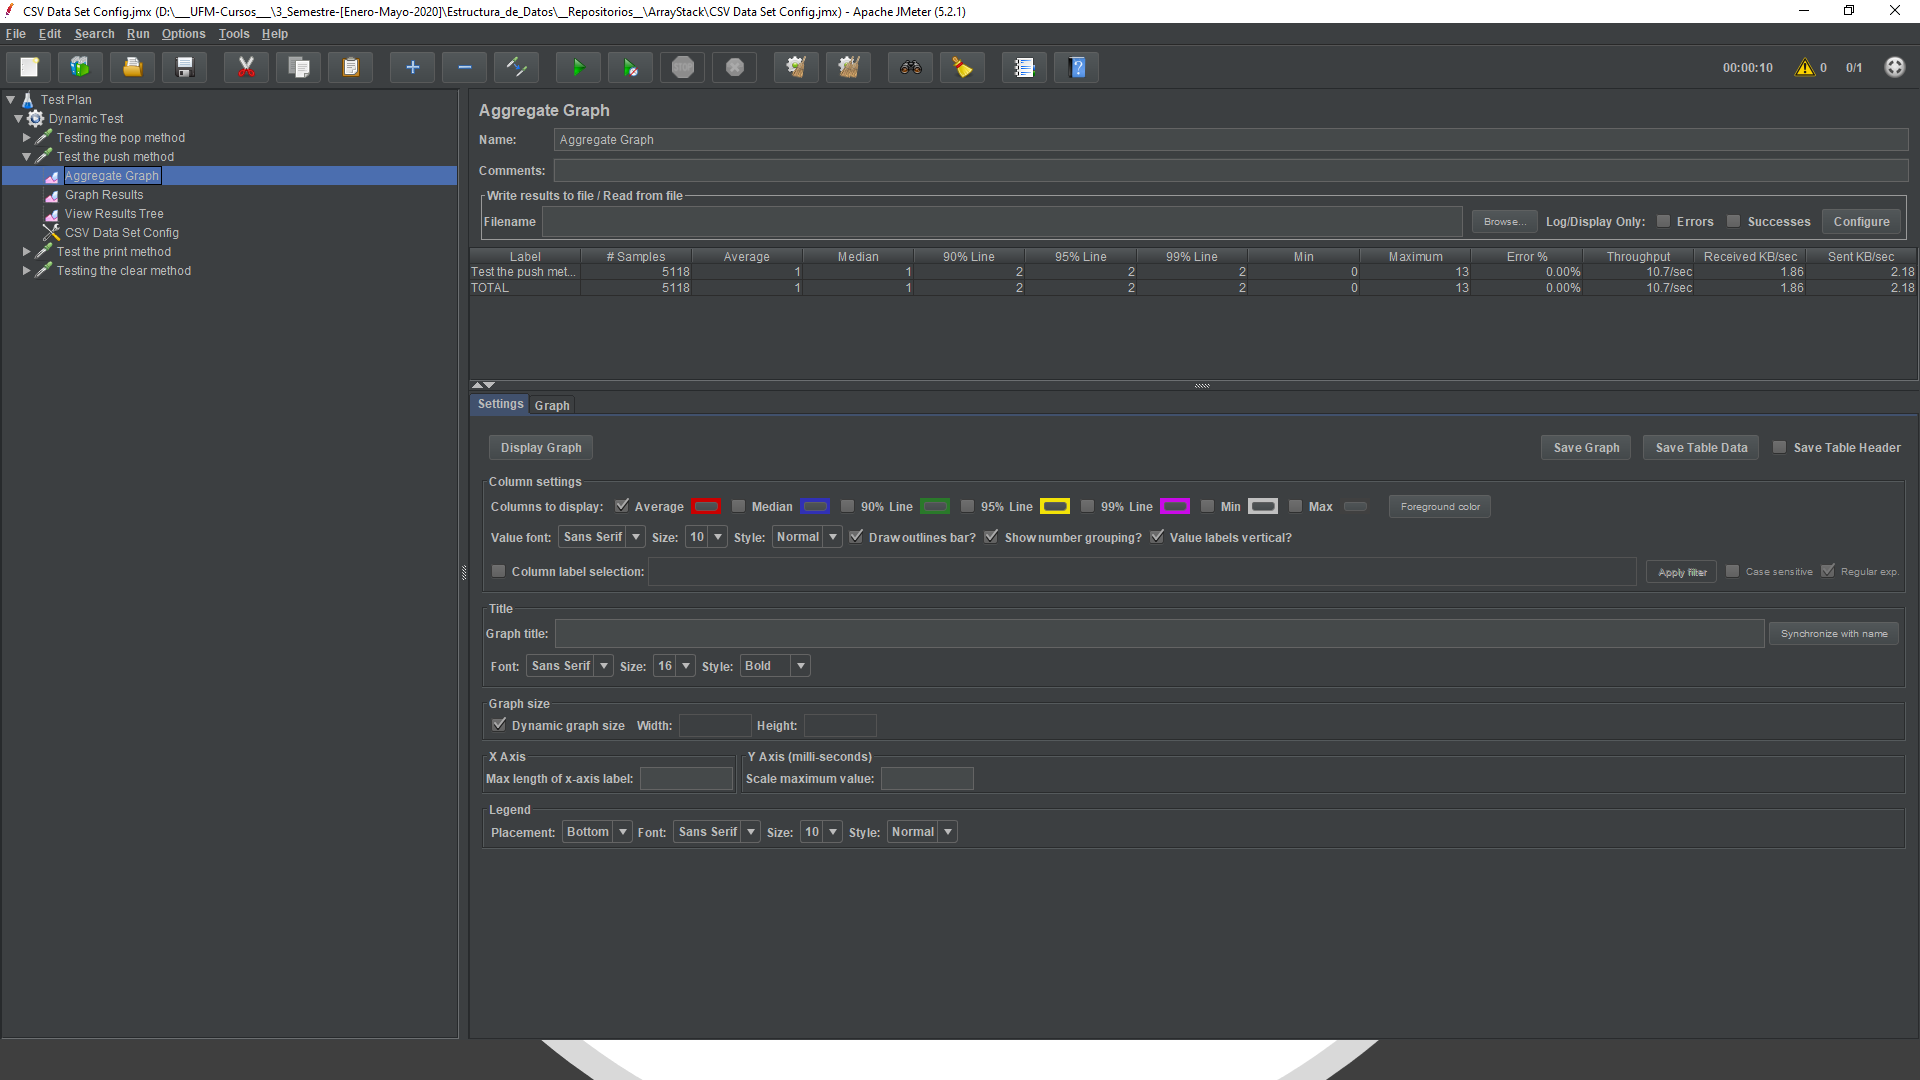 CSV Data Set Config.jmx (D:\___UFM-Cursos___\3_Semestre-[Enero-Mayo-2020]\Estructura_de_Datos\__Repositorios__\ArrayStack\CSV Data Set Config.jmx) - Apache JMeter (5.2.1)
File Edit Search Run Options Tools Help
STOP 00:00:10 0 0/1
Test Plan
Dynamic Test
Testing the pop method
Test the push method
Aggregate Graph
Graph Results
View Results Tree
CSV Data Set Config
Test the print method
Testing the clear method
Aggregate Graph
Name: Aggregate Graph
Comments:
Write results to file / Read from file
Filename Browse... Log/Display Only: Errors Successes Configure
Label # Samples Average Median 90% Line 95% Line 99% Line Min Maximum Error % Throughput Received KB/sec Sent KB/sec
Test the push met... 5118 1 1 2 2 2 0 13 0.00% 10.7/sec 1.86 2.18
TOTAL 5118 1 1 2 2 2 0 13 0.00% 10.7/sec 1.86 2.18
Settings Graph
Display Graph Save Graph Save Table Data Save Table Header
Column settings
Columns to display: Average Median 90% Line 95% Line 99% Line Min Max Foreground color
Value font: Sans Serif Size: 10 Style: Normal Draw outlines bar? Show number grouping? Value labels vertical?
Column label selection: Apply filter Case sensitive Regular exp.
Title
Graph title: Synchronize with name
Font: Sans Serif Size: 16 Style: Bold
Graph size
Dynamic graph size Width: Height:
X Axis Y Axis (milli-seconds)
Max length of x-axis label: Scale maximum value:
Legend
Placement: Bottom Font: Sans Serif Size: 10 Style: Normal